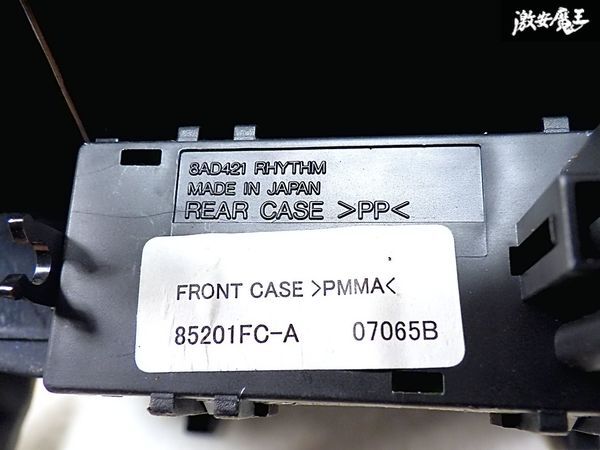 激安魔王
8AD421 RHYTHM
MADE IN JAPAN
REAR CASE >PP<
FRONT CASE >PMMA<
85201FC-A 07065B